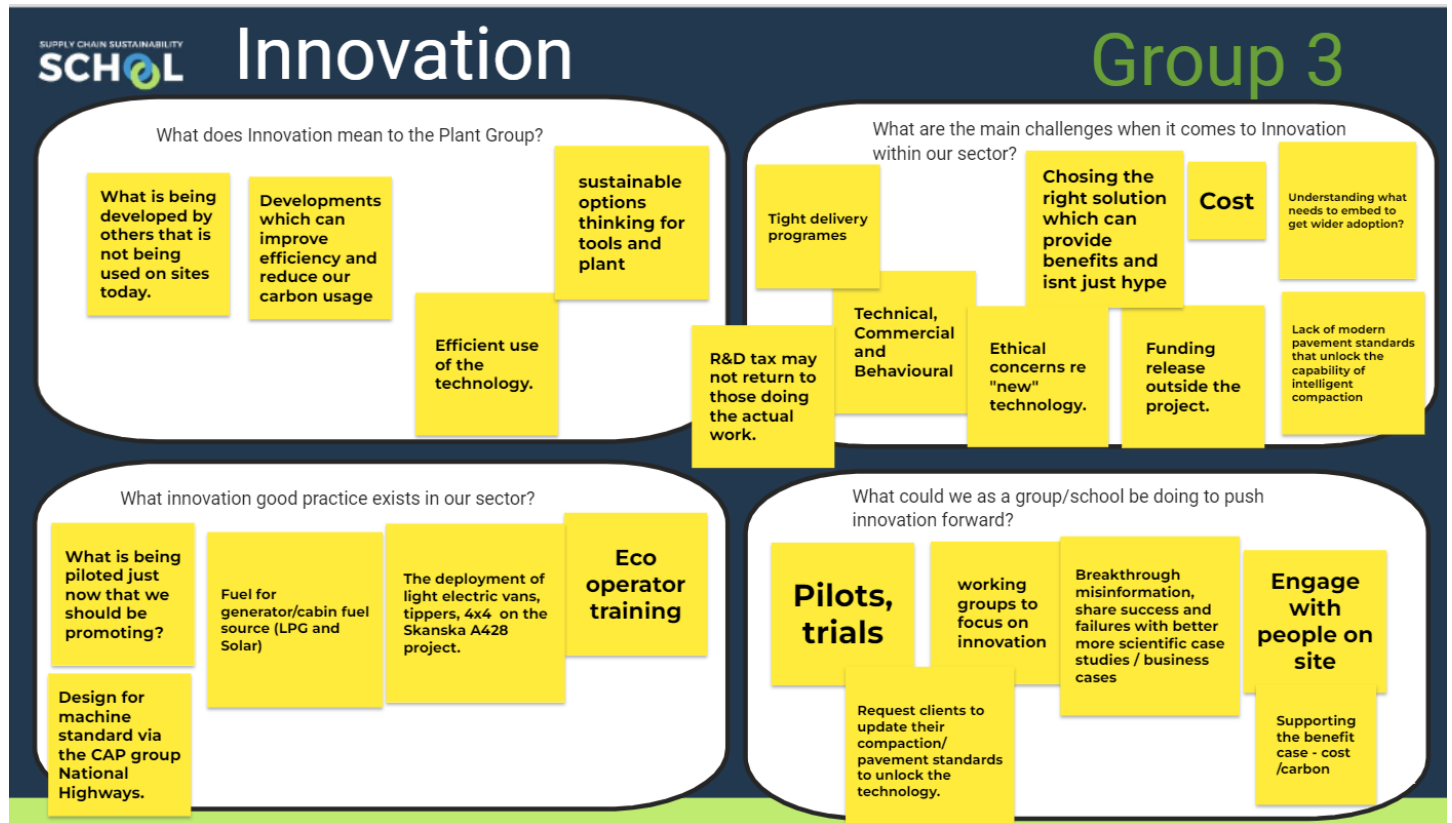 SUPPLY CHAIN SUSTAINABILITY
SCHOOL
Innovation
Group 3
What does Innovation mean to the Plant Group?
What is being
developed by
others that is
not being
used on sites
today.
Developments
which can
improve
efficiency and
reduce our
carbon usage
sustainable
options
thinking for
tools and
plant
Efficient use
of the
technology.
What are the main challenges when it comes to Innovation
within our sector?
Tight delivery
programes
Chosing the
right solution
which can
provide
benefits and
isnt just hype
Cost
Understanding what
needs to embed to
get wider adoption?
R&D tax may
not return to
those doing
the actual
work.
Technical,
Commercial
and
Behavioural
Ethical
concerns re
"new"
technology.
Funding
release
outside the
project.
Lack of modern
pavement standards
that unlock the
capability of
intelligent
compaction
What innovation good practice exists in our sector?
What is being
piloted just
now that we
should be
promoting?
Fuel for
generator/cabin fuel
source (LPG and
Solar)
The deployment of
light electric vans,
tippers, 4x4 on the
Skanska A428
project.
Eco
operator
training
Design for
machine
standard via
the CAP group
National
Highways.
What could we as a group/school be doing to push
innovation forward?
Pilots,
trials
working
groups to
focus on
innovation
Breakthrough
misinformation,
share success and
failures with better
more scientific case
studies / business
cases
Engage
with
people on
site
Request clients to
update their
compaction/
pavement standards
to unlock the
technology.
Supporting
the benefit
case - cost
/carbon